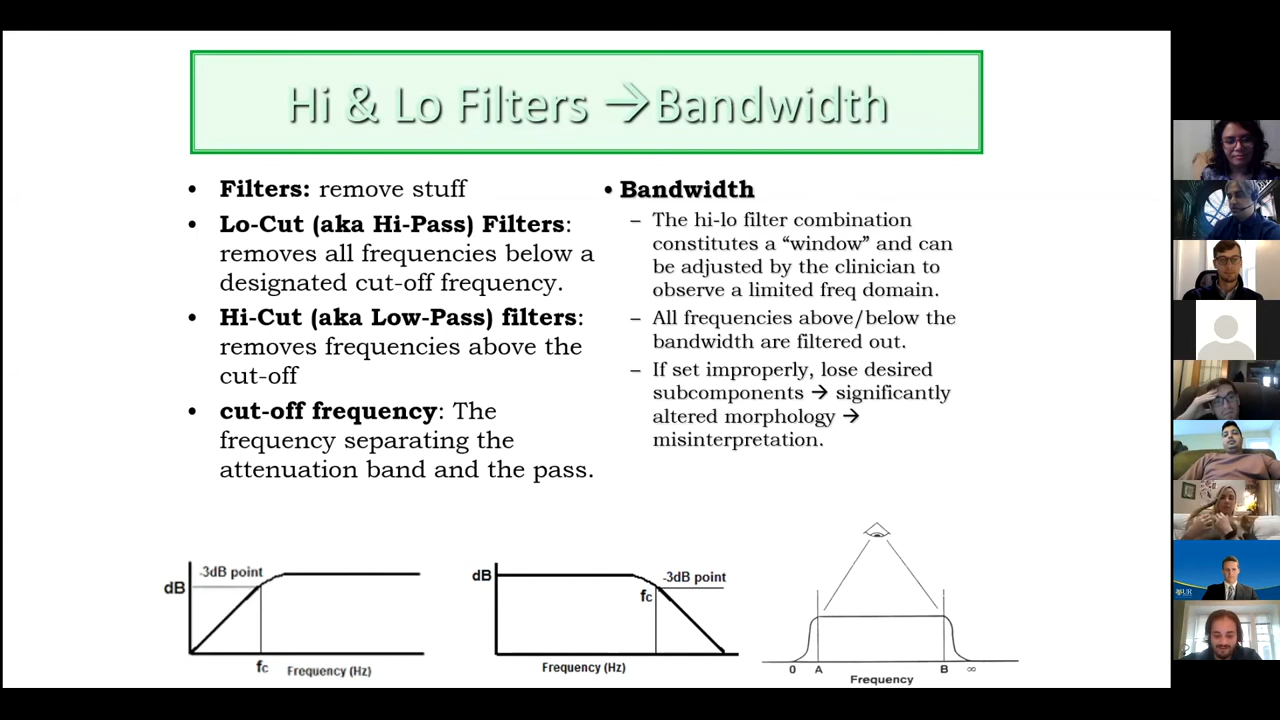 Hi & Lo Filters →Bandwidth
• Filters: remove stuff
• Lo-Cut (aka Hi-Pass) Filters:
removes all frequencies below a
designated cut-off frequency.
• Hi-Cut (aka Low-Pass) filters:
removes frequencies above the
cut-off
• cut-off frequency: The
frequency separating the
attenuation band and the pass.
• Bandwidth
– The hi-lo filter combination
constitutes a “window” and can
be adjusted by the clinician to
observe a limited freq domain.
– All frequencies above/below the
bandwidth are filtered out.
– If set improperly, lose desired
subcomponents → significantly
altered morphology →
misinterpretation.
-3dB point
dB
fc
Frequency (Hz)
dB
-3dB point
fc
Frequency (Hz)
0 A B ∞
Frequency
UR